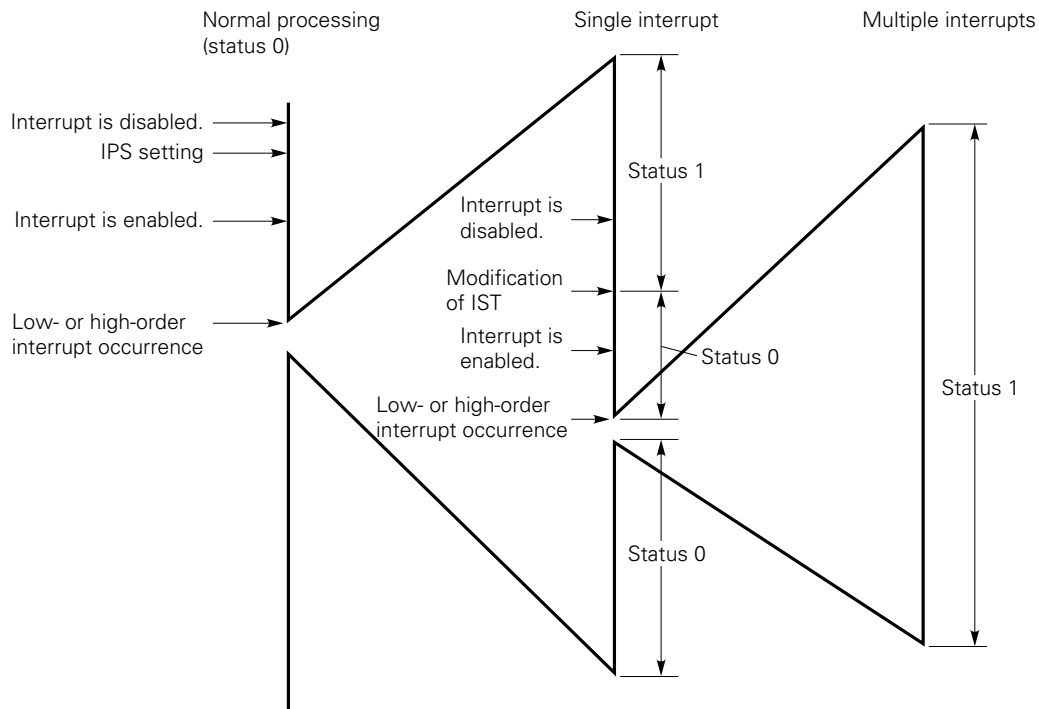 Normal processing
(status 0)
Single interrupt
Multiple interrupts
Interrupt is disabled.
IPS setting
Interrupt is enabled.
Low- or high-order
interrupt occurrence
Status 1
Interrupt is
disabled.
Modification
of IST
Interrupt is
enabled.
Status 0
Low- or high-order
interrupt occurrence
Status 0
Status 1